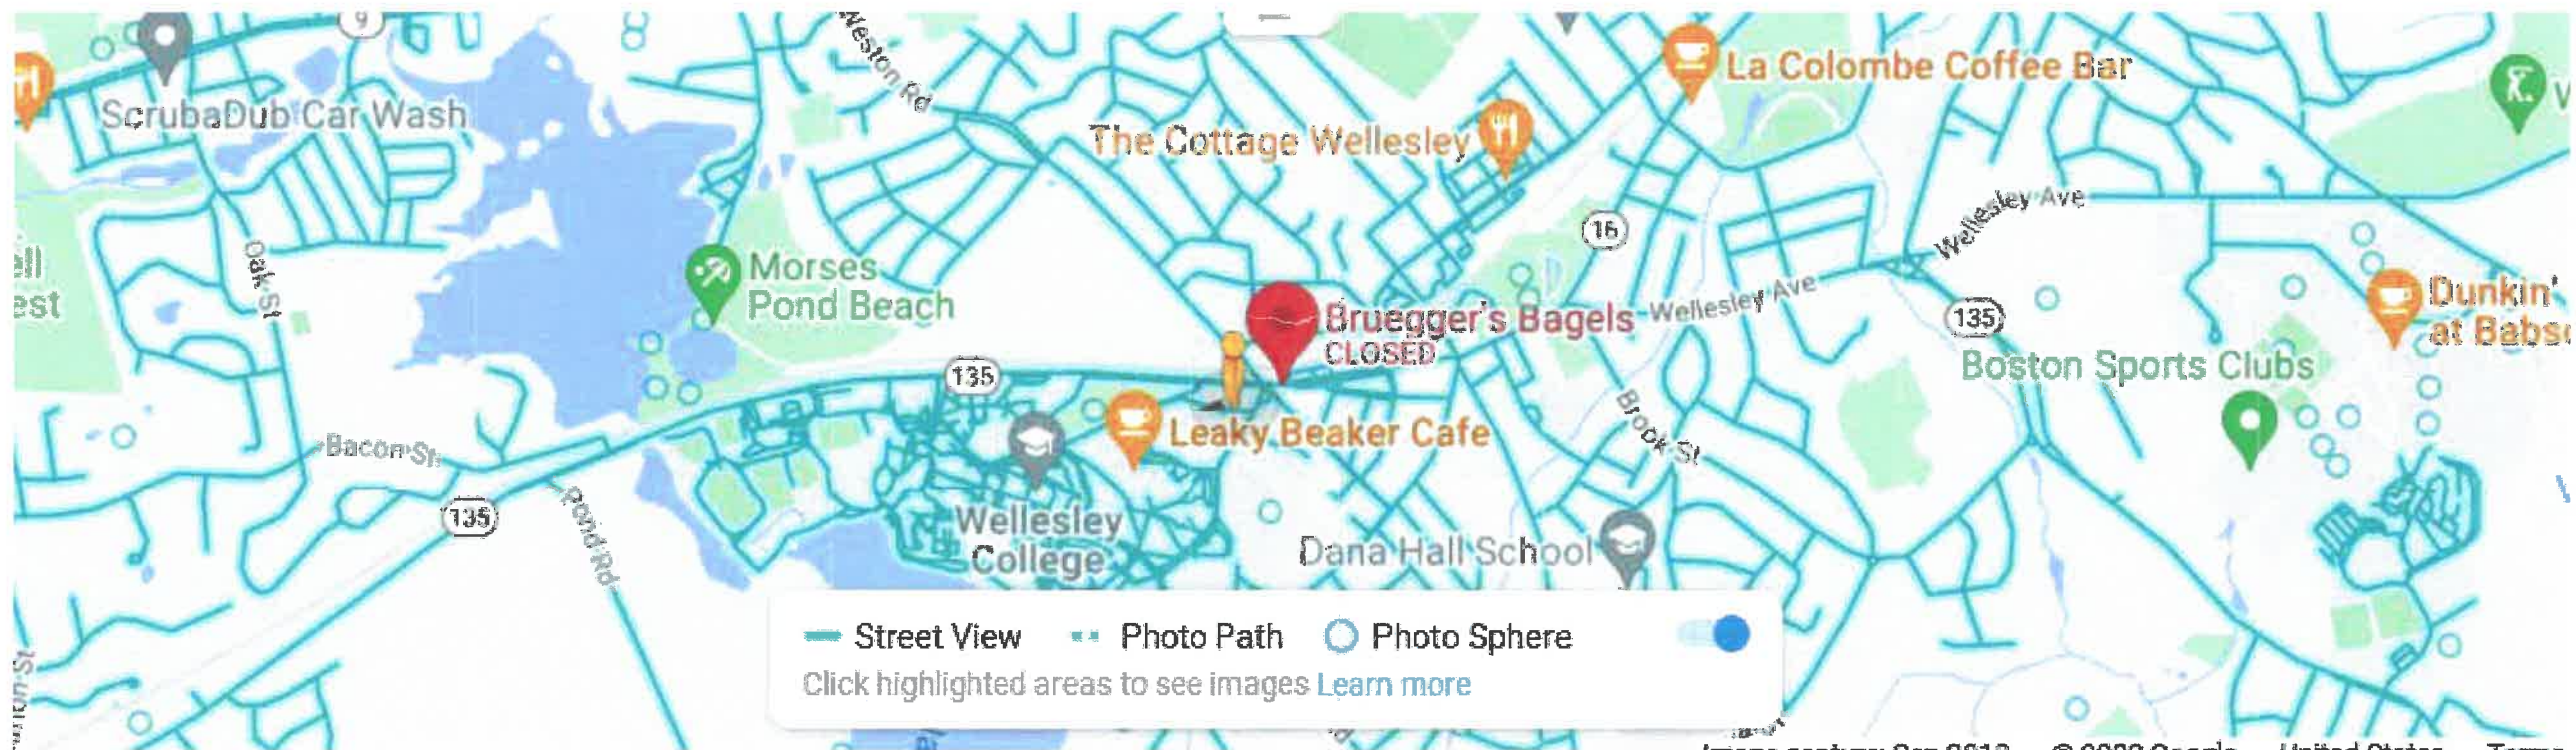 9
Weston Rd
La Colombe Coffee Bar
ScrubaDub Car Wash
The Cottage Wellesley
Wellesley Ave
16
Oak St
Morses
Pond Beach
Bruegger's Bagels
CLOSED
Wellesley Ave
135
Dunkin'
at Babs
Boston Sports Clubs
135
Leaky Beaker Cafe
Brook St
Bacon St
135
Pond Rd
Wellesley
College
Dana Hall School
Street View
Photo Path
Photo Sphere
Click highlighted areas to see images Learn more